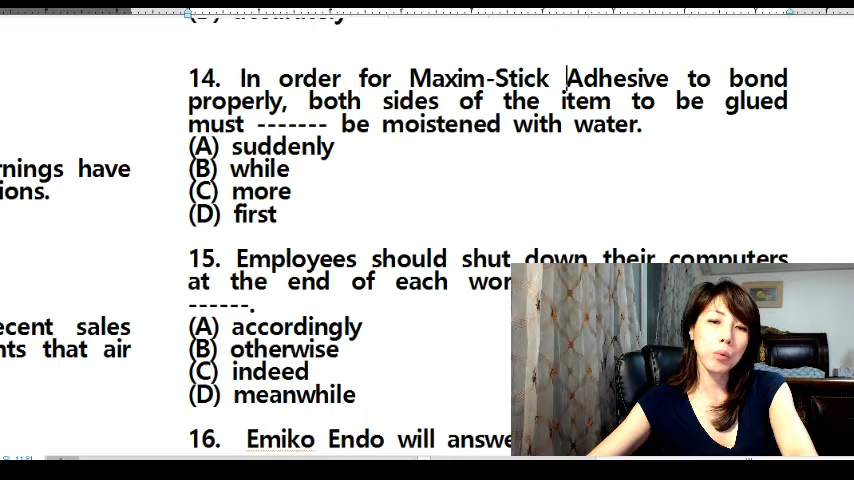 14. In order for Maxim-Stick Adhesive to bond
properly, both sides of the item to be glued
must ------- be moistened with water.
(A) suddenly
(B) while
rnings have
(C) more
ions.
(D) first
15. Employees should shut down their computers
at the end of each
------.
ecent sales
(A) accordingly
nts that air
(B) otherwise
(C) indeed
(D) meanwhile
16. Emiko Endo will